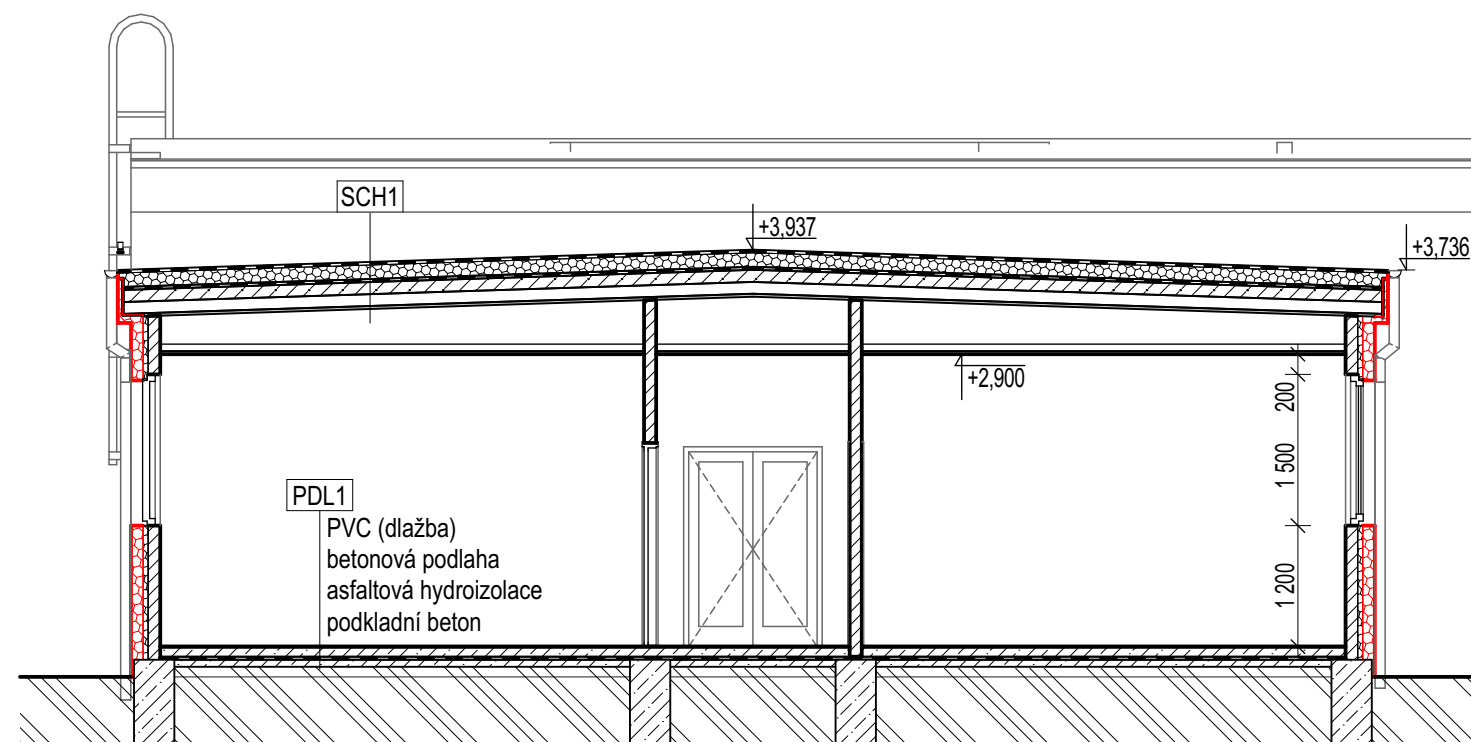 SCH1
+3,937
+3,736
+2,900
200
1 500
1 200
PDL1
PVC (dlažba)
betonová podlaha
asfaltová hydroizolace
podkladní beton